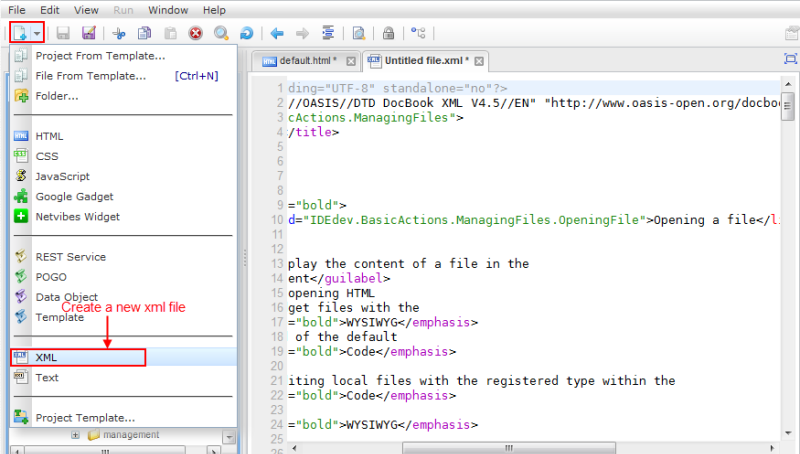 File Edit View Run Window Help
Project From Template...
File From Template... [Ctrl+N]
Folder...
HTML
CSS
JavaScript
Google Gadget
Netvibes Widget
REST Service
POGO
Data Object
Create a new xml file
Template
XML
Text
Project Template...
management
default.html *
Untitled file.xml *
1 ding="UTF-8" standalone="no"?>
2 //OASIS//DTD DocBook XML V4.5//EN" "http://www.oasis-open.org/docboo
3 cActions.ManagingFiles">
4 /title>
5
6
7
8
9 ="bold">
10 d="IDEdev.BasicActions.ManagingFiles.OpeningFile">Opening a file</li
11
12
13 play the content of a file in the
14 ent</guilabel>
15 opening HTML
16 get files with the
17 ="bold">WYSIWYG</emphasis>
18 of the default
19 ="bold">Code</emphasis>
20
21 iting local files with the registered type within the
22 ="bold">Code</emphasis>
23
24 ="bold">WYSIWYG</emphasis>
25
26